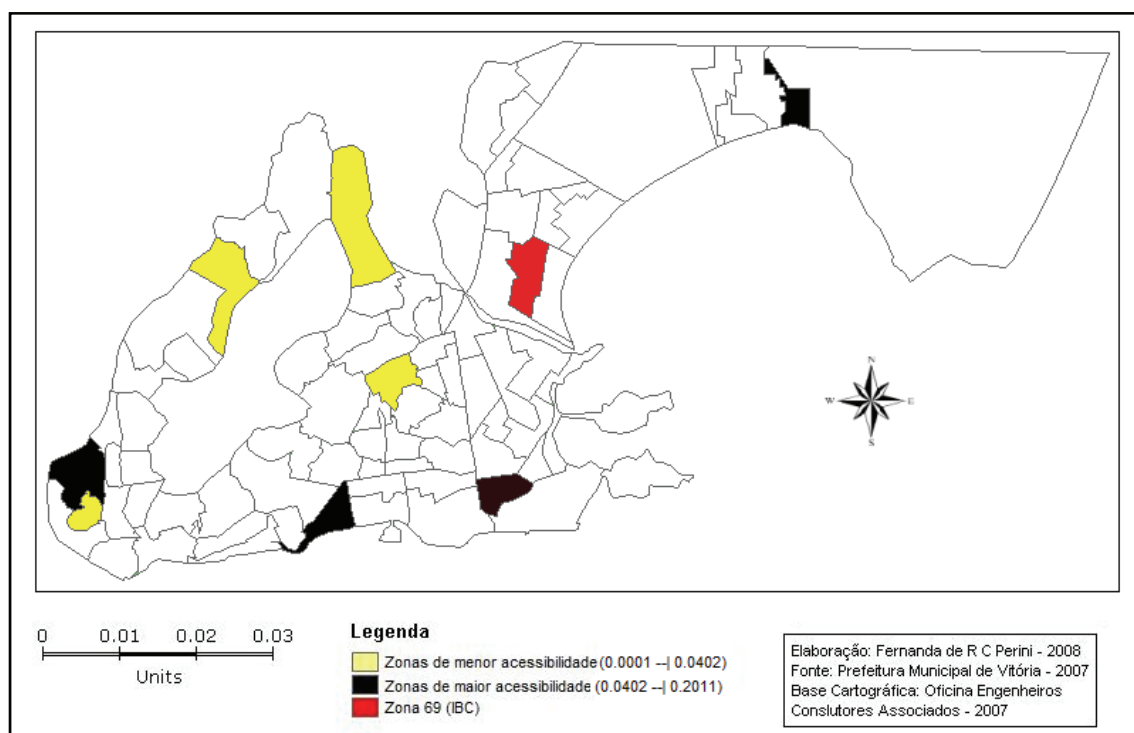 N
W E
S
0 0.01 0.02 0.03
Units
Legenda
Zonas de menor acessibilidade (0.0001 --| 0.0402)
Zonas de maior acessibilidade (0.0402 --| 0.2011)
Zona 69 (IBC)
Elaboração: Fernanda de R C Perini - 2008
Fonte: Prefeitura Municipal de Vitória - 2007
Base Cartográfica: Oficina Engenheiros
Conslutores Associados - 2007